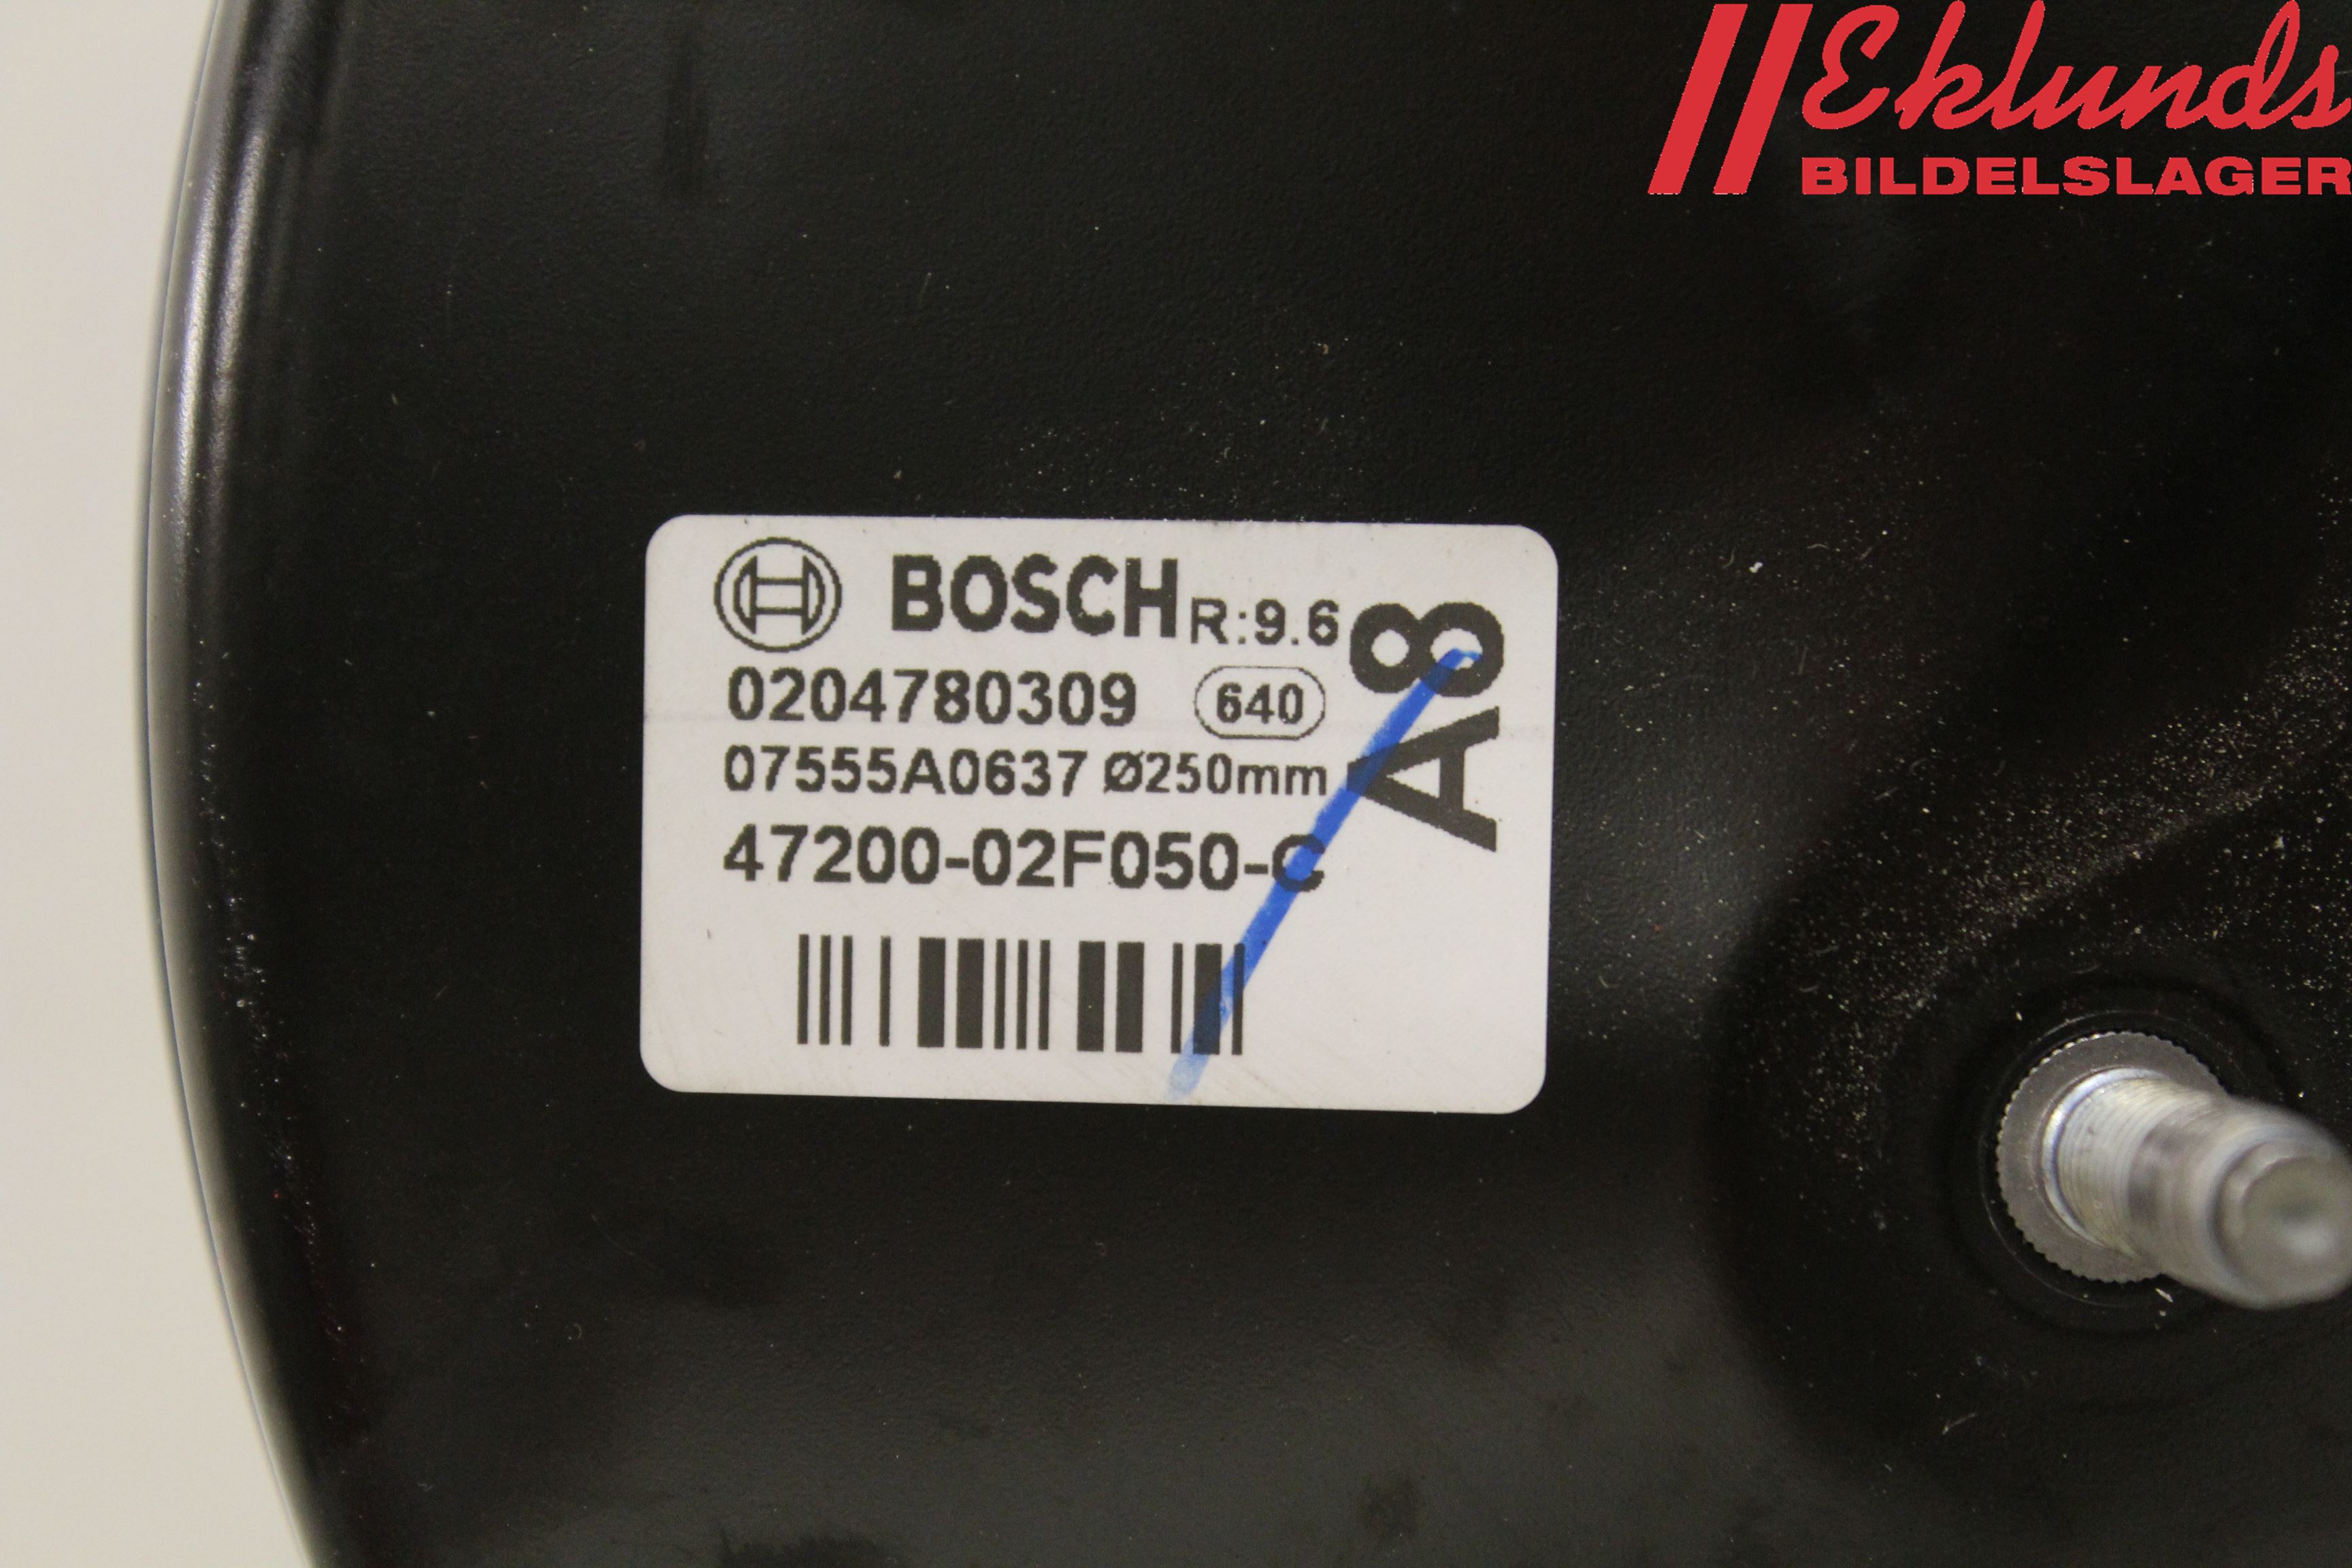 Eklunds
BILDELSLAGER
BOSCH R:9.6
0204780309 640
07555A0637 Ø250mm
47200-02F050-C
A8